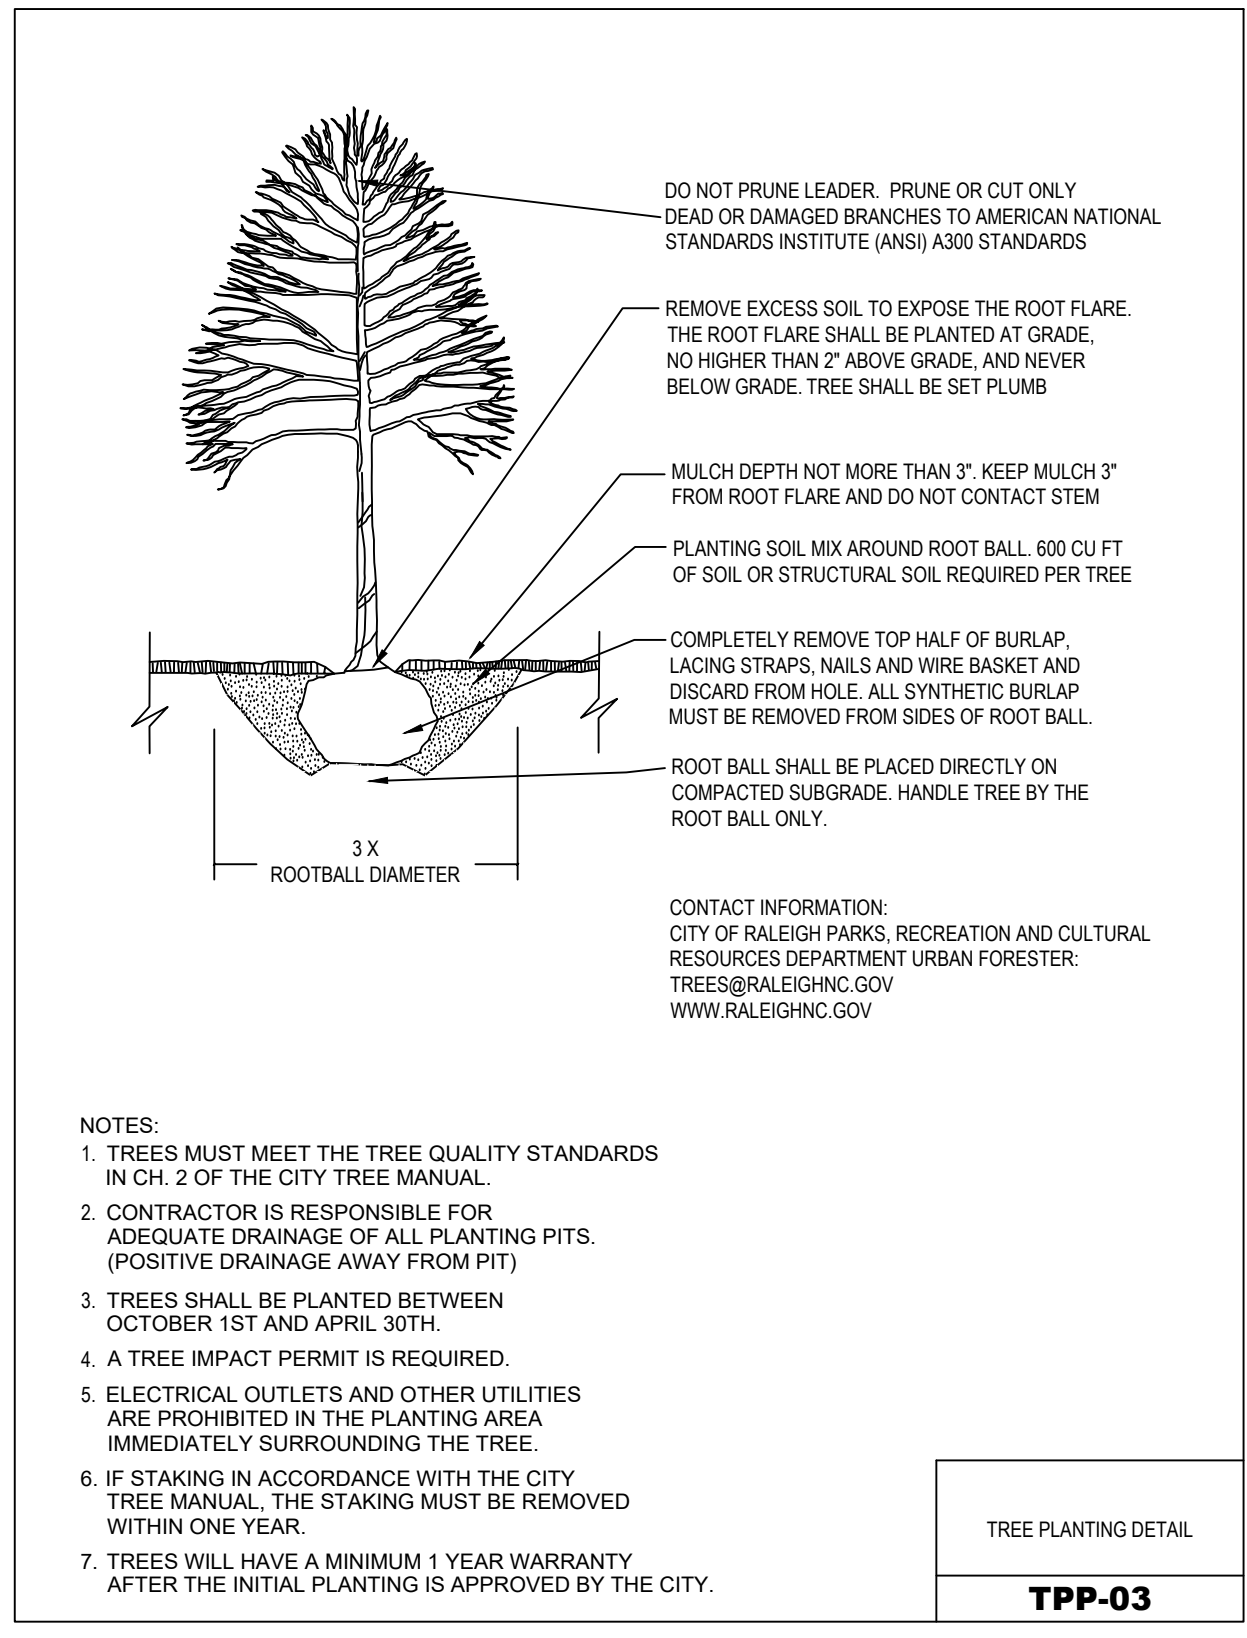 DO NOT PRUNE LEADER. PRUNE OR CUT ONLY
DEAD OR DAMAGED BRANCHES TO AMERICAN NATIONAL
STANDARDS INSTITUTE (ANSI) A300 STANDARDS
REMOVE EXCESS SOIL TO EXPOSE THE ROOT FLARE.
THE ROOT FLARE SHALL BE PLANTED AT GRADE,
NO HIGHER THAN 2" ABOVE GRADE, AND NEVER
BELOW GRADE. TREE SHALL BE SET PLUMB
MULCH DEPTH NOT MORE THAN 3". KEEP MULCH 3"
FROM ROOT FLARE AND DO NOT CONTACT STEM
PLANTING SOIL MIX AROUND ROOT BALL. 600 CU FT
OF SOIL OR STRUCTURAL SOIL REQUIRED PER TREE
COMPLETELY REMOVE TOP HALF OF BURLAP,
LACING STRAPS, NAILS AND WIRE BASKET AND
DISCARD FROM HOLE. ALL SYNTHETIC BURLAP
MUST BE REMOVED FROM SIDES OF ROOT BALL.
ROOT BALL SHALL BE PLACED DIRECTLY ON
COMPACTED SUBGRADE. HANDLE TREE BY THE
ROOT BALL ONLY.
3 X
ROOTBALL DIAMETER
CONTACT INFORMATION:
CITY OF RALEIGH PARKS, RECREATION AND CULTURAL
RESOURCES DEPARTMENT URBAN FORESTER:
TREES@RALEIGHNC.GOV
WWW.RALEIGHNC.GOV
NOTES:
1. TREES MUST MEET THE TREE QUALITY STANDARDS
IN CH. 2 OF THE CITY TREE MANUAL.
2. CONTRACTOR IS RESPONSIBLE FOR
ADEQUATE DRAINAGE OF ALL PLANTING PITS.
(POSITIVE DRAINAGE AWAY FROM PIT)
3. TREES SHALL BE PLANTED BETWEEN
OCTOBER 1ST AND APRIL 30TH.
4. A TREE IMPACT PERMIT IS REQUIRED.
5. ELECTRICAL OUTLETS AND OTHER UTILITIES
ARE PROHIBITED IN THE PLANTING AREA
IMMEDIATELY SURROUNDING THE TREE.
6. IF STAKING IN ACCORDANCE WITH THE CITY
TREE MANUAL, THE STAKING MUST BE REMOVED
WITHIN ONE YEAR.
7. TREES WILL HAVE A MINIMUM 1 YEAR WARRANTY
AFTER THE INITIAL PLANTING IS APPROVED BY THE CITY.
TREE PLANTING DETAIL
TPP-03